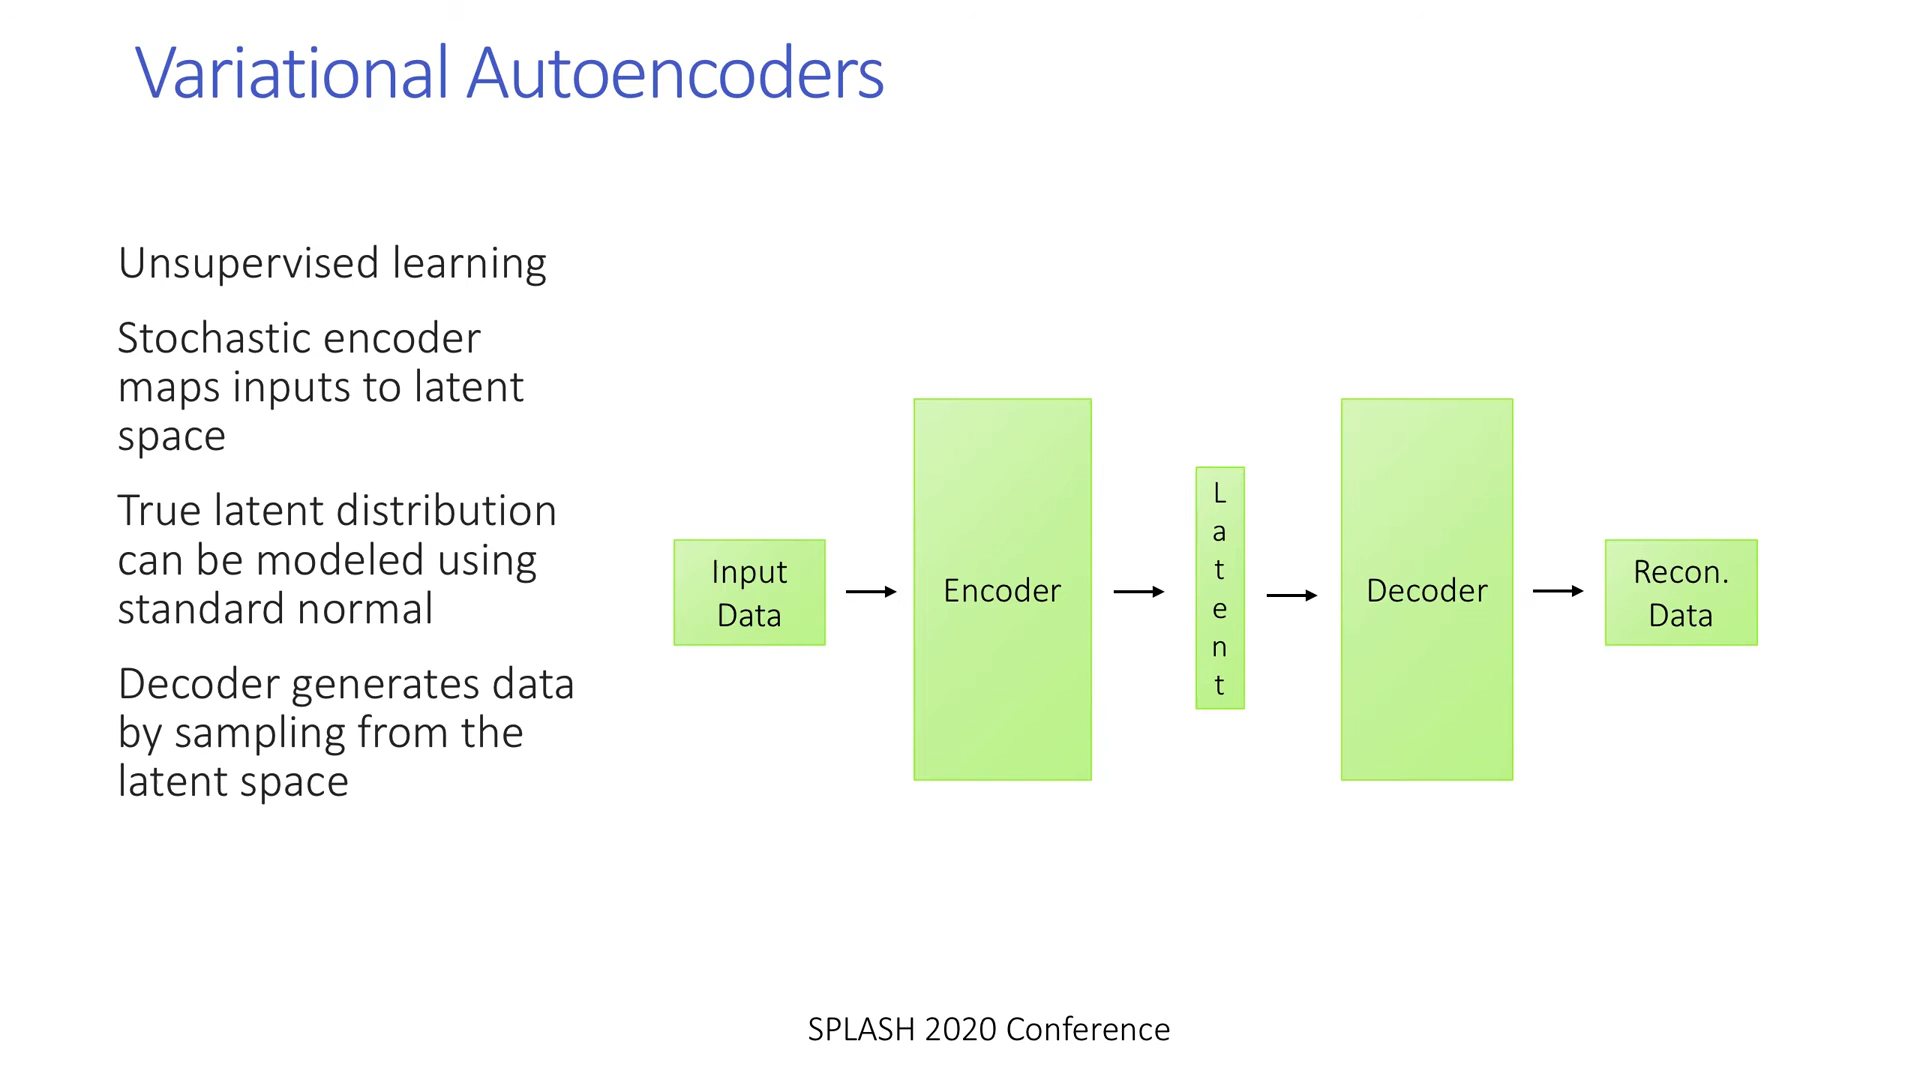 Variational Autoencoders
Unsupervised learning
Stochastic encoder
maps inputs to latent
space
True latent distribution
can be modeled using
standard normal
Decoder generates data
by sampling from the
latent space
Input
Data
Encoder
L
a
t
e
n
t
Decoder
Recon.
Data
SPLASH 2020 Conference